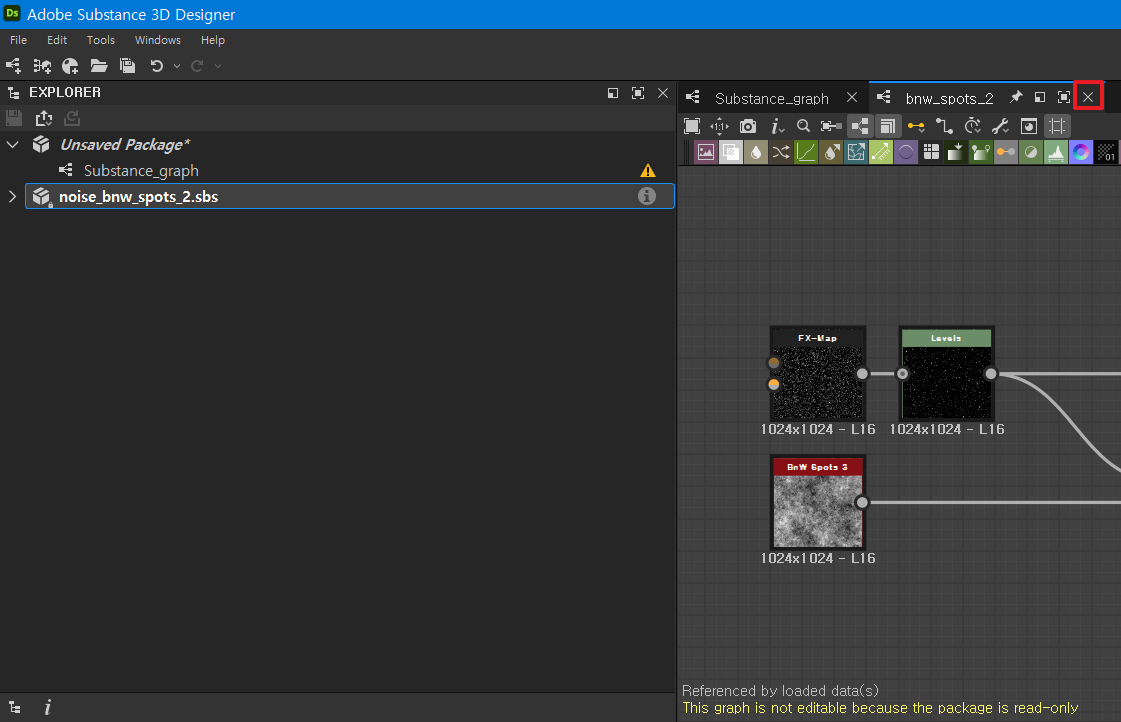 Ds Adobe Substance 3D Designer
File Edit Tools Windows Help
EXPLORER
Substance_graph
bnw_spots_2
1:1
Unsaved Package*
Substance_graph
noise_bnw_spots_2.sbs
01
FX-Map
Levels
1024x1024 - L16
1024x1024 - L16
BnW Spots 3
1024x1024 - L16
Referenced by loaded data(s)
This graph is not editable because the package is read-only